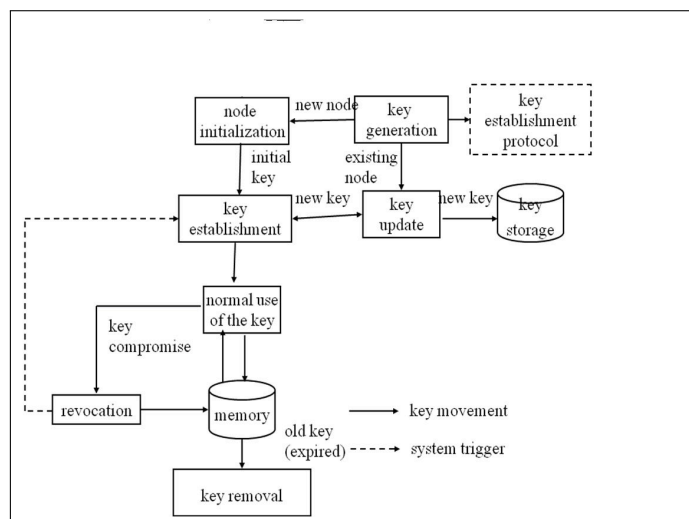 node
initialization
new node
key
generation
key
establishment
protocol
initial
key
existing
node
key
establishment
new key
key
update
new key
key
storage
normal use
of the key
key
compromise
revocation
memory
key movement
old key
(expired)
system trigger
key removal